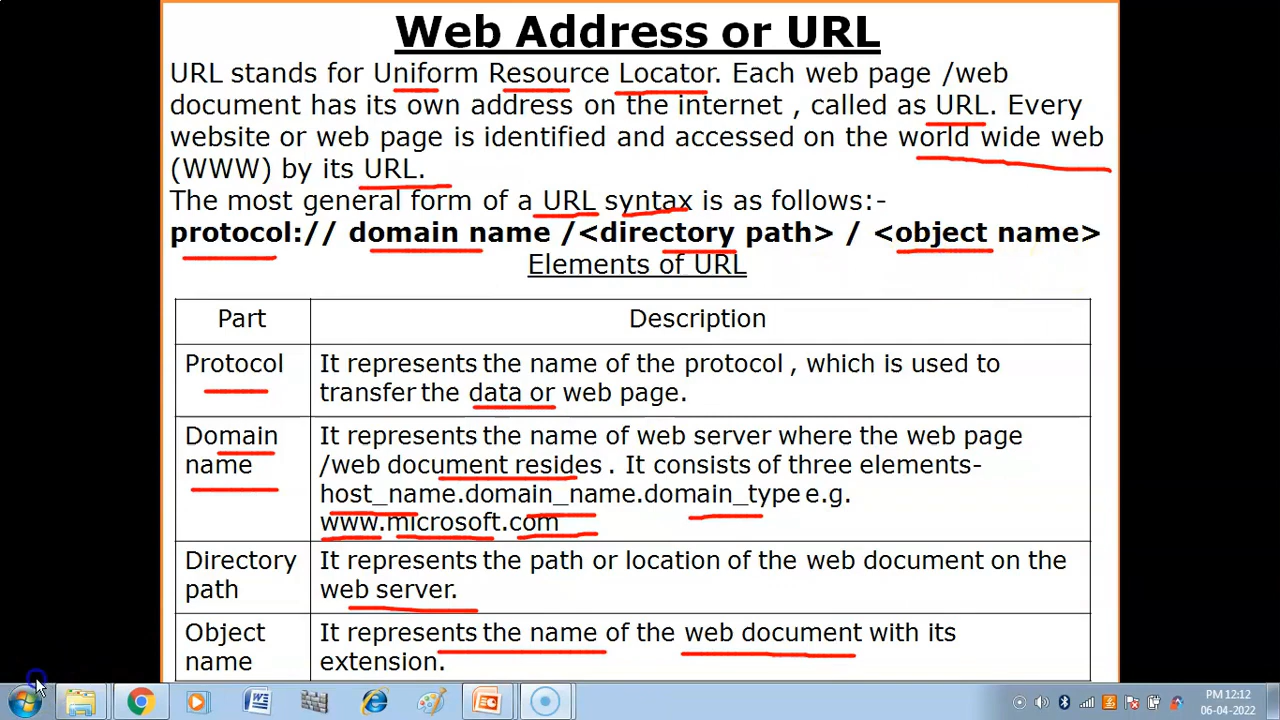 Web Address or URL
URL stands for Uniform Resource Locator. Each web page /web
document has its own address on the internet , called as URL. Every
website or web page is identified and accessed on the world wide web
(WWW) by its URL.
The most general form of a URL syntax is as follows:-
protocol:// domain name /<directory path> / <object name>
Elements of URL
Part Description
Protocol It represents the name of the protocol , which is used to
transfer the data or web page.
Domain It represents the name of web server where the web page
name /web document resides . It consists of three elements-
host_name.domain_name.domain_type e.g.
www.microsoft.com
Directory It represents the path or location of the web document on the
path web server.
Object It represents the name of the web document with its
name extension.
PM 12:12
06-04-2022